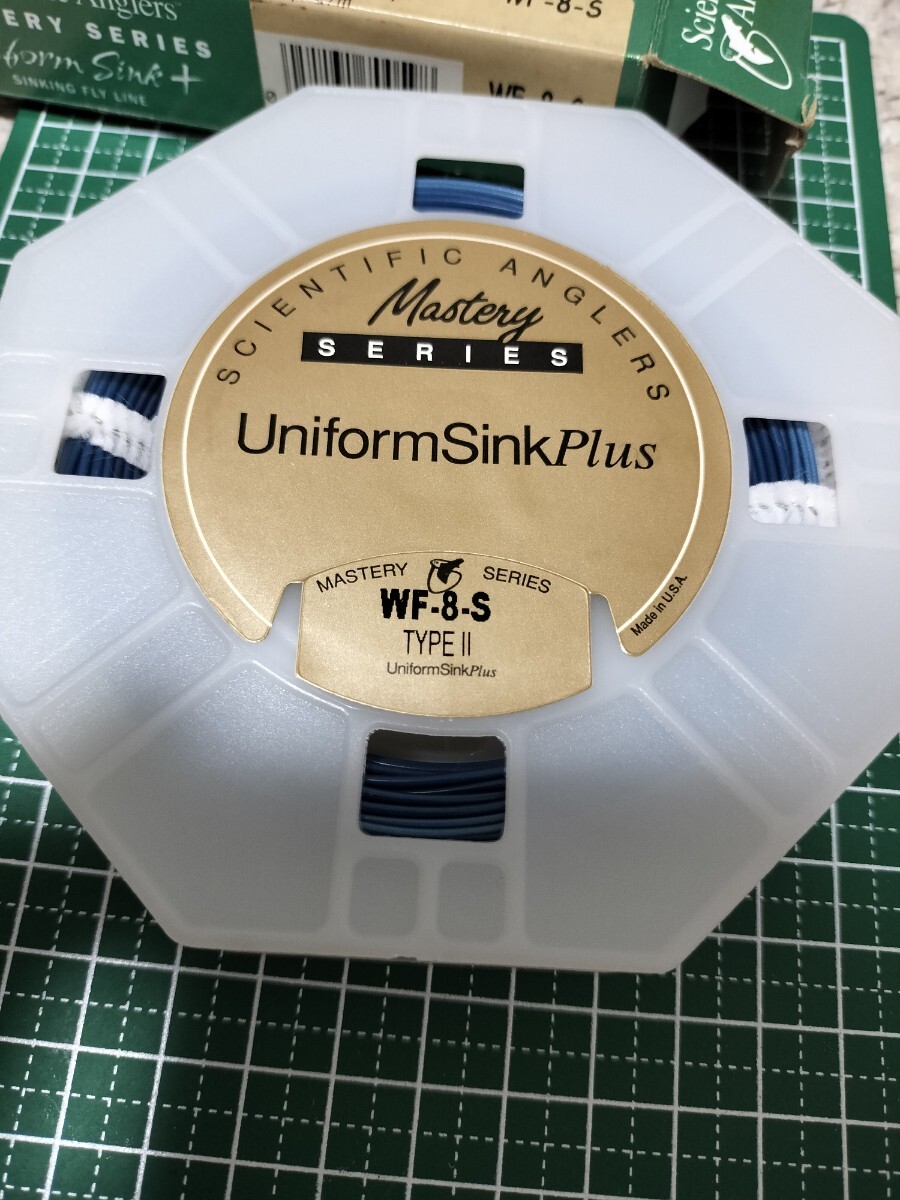 Anglers
ERY SERIES
form Sink +
SINKING FLY LINE
WF-8-S
SCIENTIFIC ANGLERS
Mastery
SERIES
UniformSinkPlus
MASTERY SERIES
WF-8-S
TYPE II
UniformSinkPlus
Made in U.S.A.